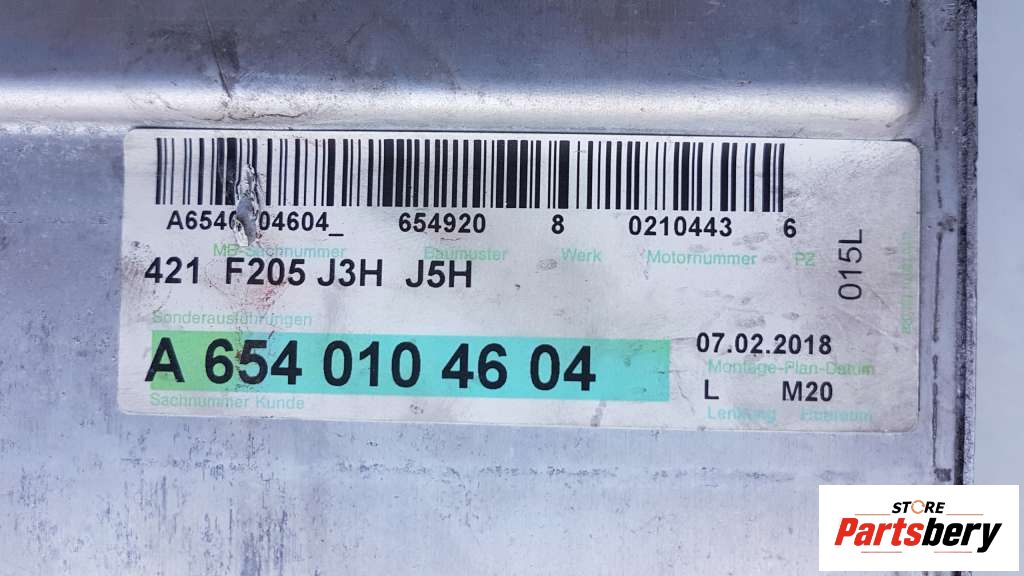 A6540 04604_ 654920 8 0210443 6
MB-Sachnummer Baumuster Werk Motornummer PZ
015L
421 F205 J3H J5H
Sonderausführungen
A 654 010 46 04
Sachnummer Kunde
07.02.2018
Montage-Plan-Datum
L M20
Lenkung Hubraum
STORE
Partsbery